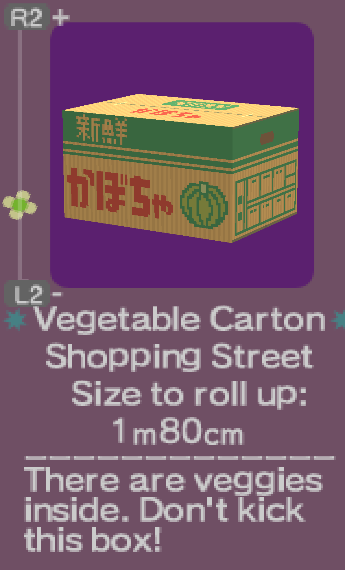 R2 +
新鮮
かぼちゃ
L2 -
Vegetable Carton
Shopping Street
Size to roll up:
1m80cm
There are veggies
inside. Don't kick
this box!